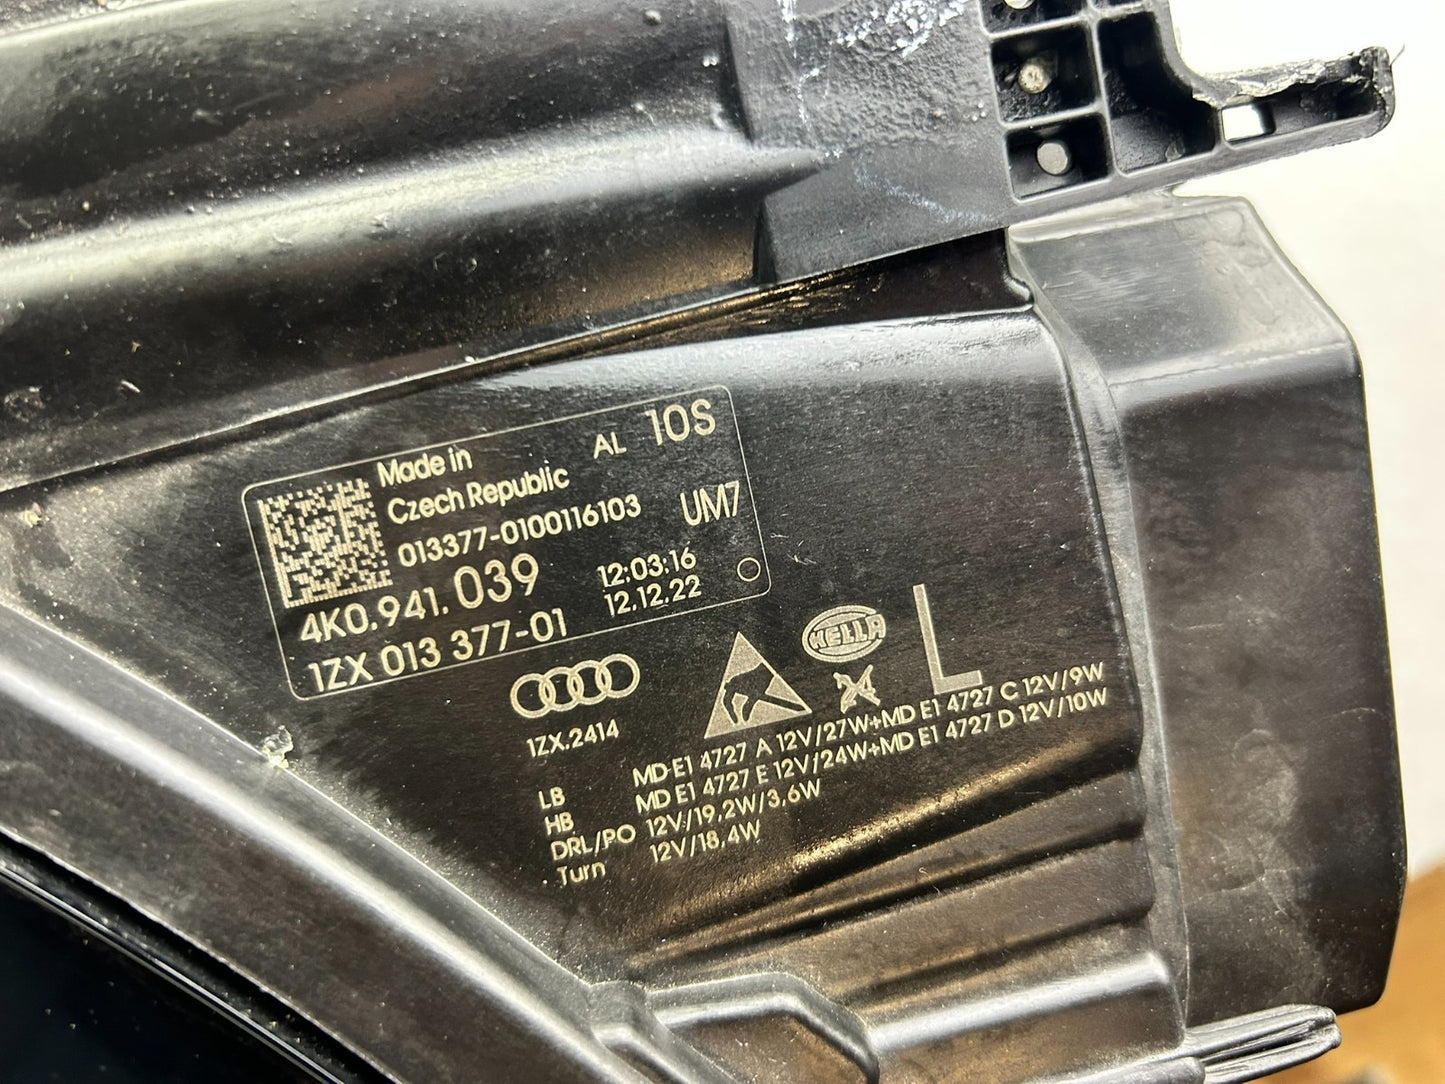 Made in
Czech Republic
AL 10S
013377-0100116103
UM7
4K0.941.039
12:03:16
1ZX 013 377-01
12.12.22
1ZX.2414
HELLA
L
LB MD E1 4727 A 12V/27W+MD E1 4727 C 12V/9W
HB MD E1 4727 E 12V/24W+MD E1 4727 D 12V/10W
DRL/PO 12V/19,2W/3,6W
Turn 12V/18,4W